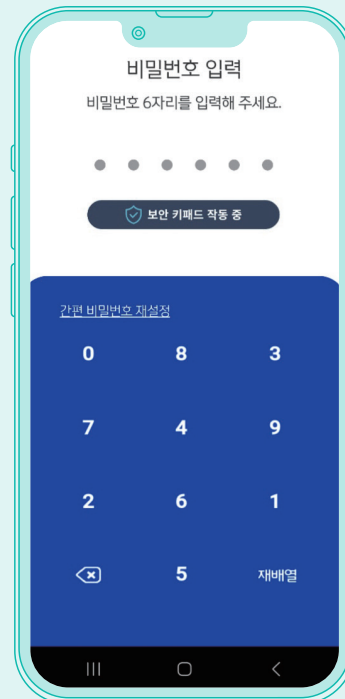 비밀번호 입력
비밀번호 6자리를 입력해 주세요.
보안 키패드 작동 중
간편 비밀번호 재설정
0 8 3
7 4 9
2 6 1
5 재배열